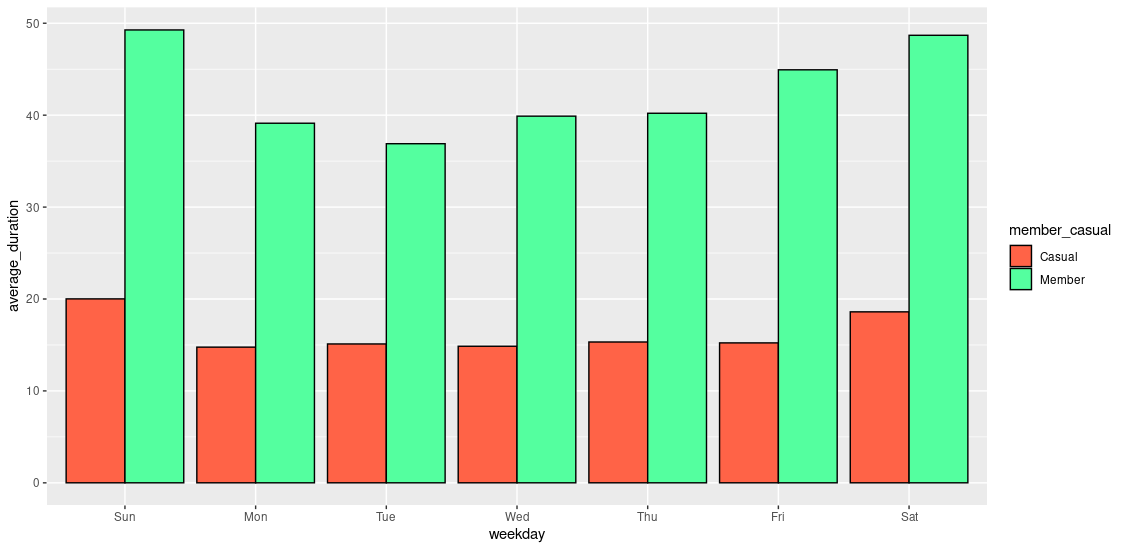 50
40
30
20
10
0
average_duration
Sun Mon Tue Wed Thu Fri Sat
weekday
member_casual
Casual
Member